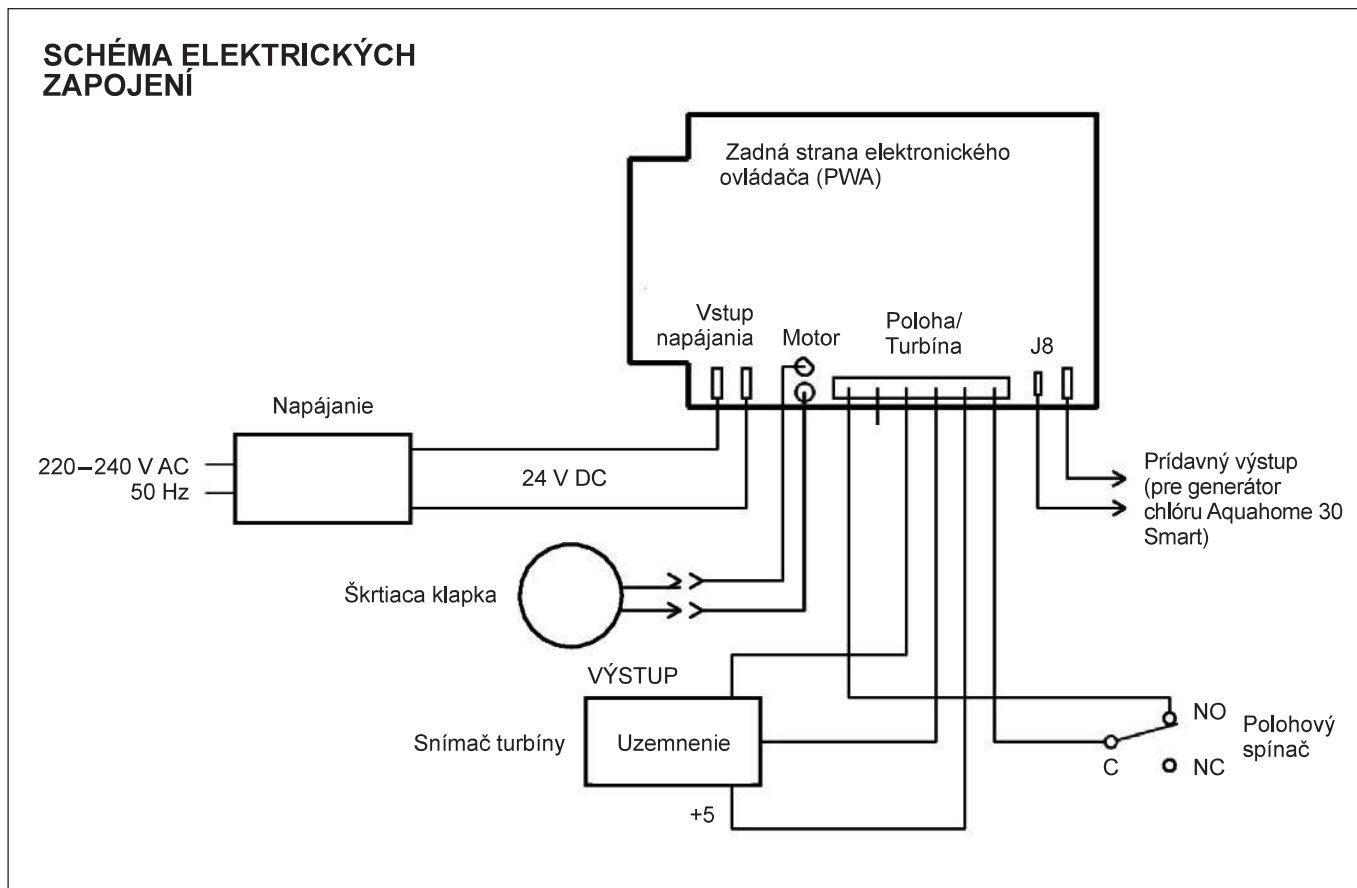 SCHÉMA ELEKTRICKÝCH
ZAPOJENÍ
Zadná strana elektronického
ovládača (PWA)
Vstup
napájania
Motor
Poloha/
Turbína
J8
Napájanie
220–240 V AC
50 Hz
24 V DC
Prídavný výstup
(pre generátor
chlóru Aquahome 30
Smart)
Škrtiaca klapka
VÝSTUP
Snímač turbíny
Uzemnenie
+5
NO
C
NC
Polohový
spínač